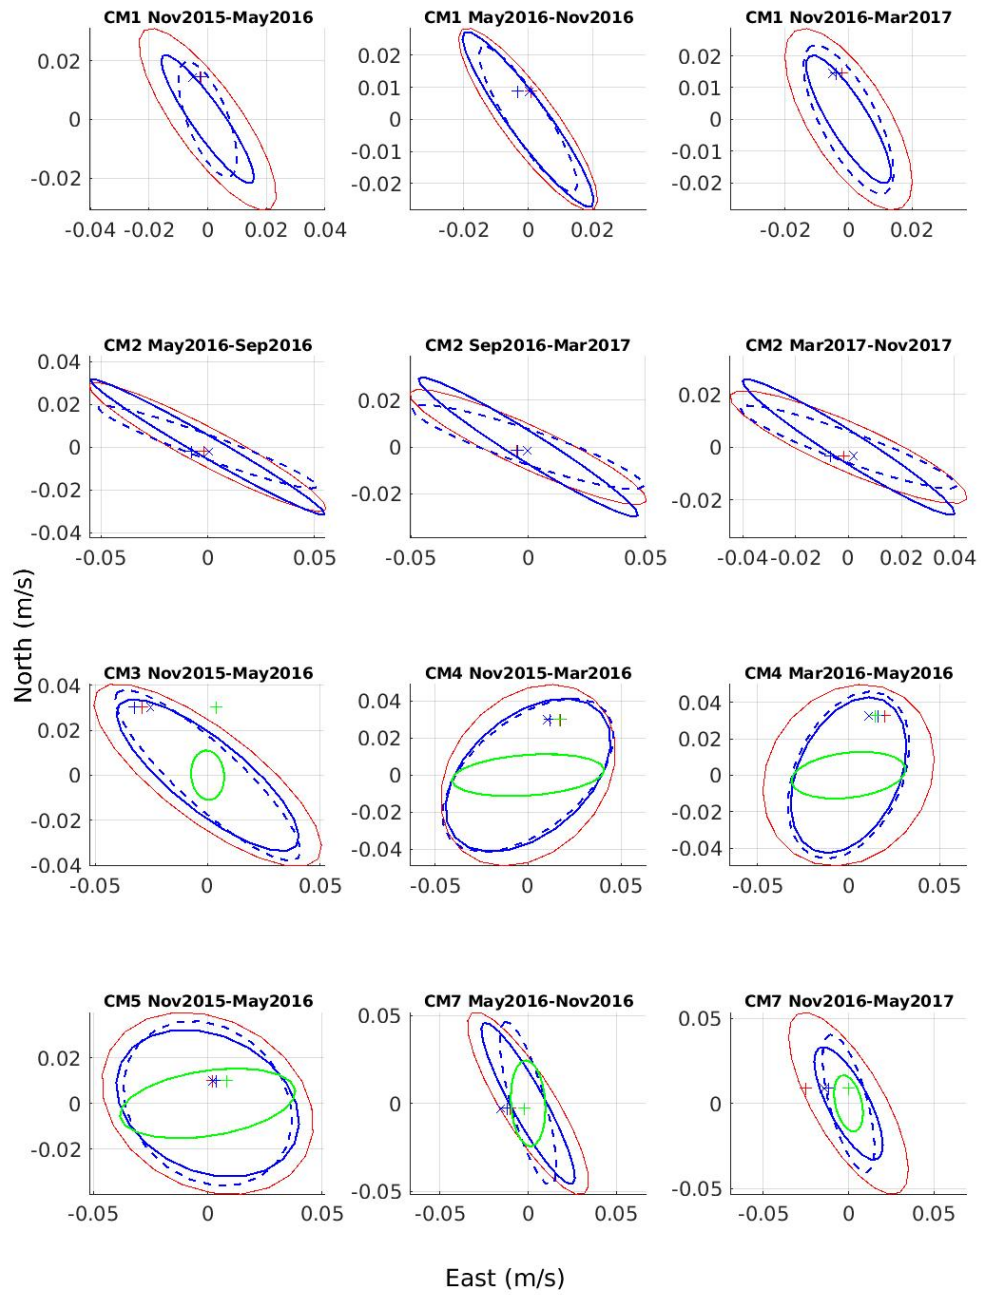 CM1 Nov2015-May2016 CM1 May2016-Nov2016 CM1 Nov2016-Mar2017
0.02 0.02 0.02
0.01 0.01
0 0 0
-0.01 -0.01
-0.02 -0.02 -0.02
-0.04 -0.02 0 0.02 0.04 -0.02 0 0.02 -0.02 0 0.02
CM2 May2016-Sep2016 CM2 Sep2016-Mar2017 CM2 Mar2017-Nov2017
0.04
0.02 0.02 0.02
0 0 0
-0.02 -0.02 -0.02
-0.04
-0.05 0 0.05 -0.05 0 0.05 -0.04 -0.02 0 0.02 0.04
North (m/s)
CM3 Nov2015-May2016 CM4 Nov2015-Mar2016 CM4 Mar2016-May2016
0.04 0.04 0.04
0.02 0.02 0.02
0 0 0
-0.02 -0.02 -0.02
-0.04 -0.04 -0.04
-0.05 0 0.05 -0.05 0 0.05 -0.05 0 0.05
CM5 Nov2015-May2016 CM7 May2016-Nov2016 CM7 Nov2016-May2017
0.05 0.05
0.02
0 0 0
-0.02
-0.05 -0.05
-0.05 0 0.05 -0.05 0 0.05 -0.05 0 0.05
East (m/s)